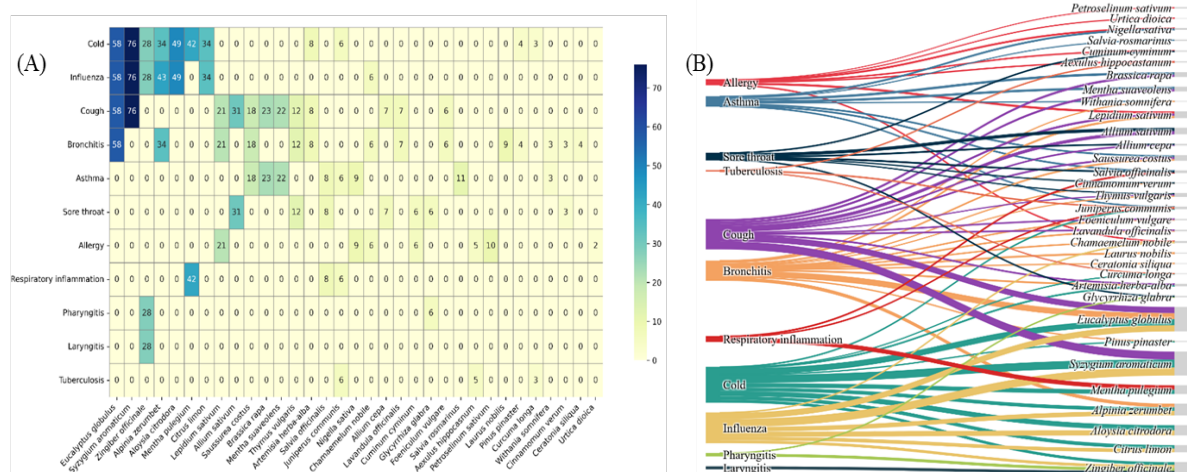 (A)
Cold 58 76 28 34 49 42 34 0 0 0 0 0 0 8 0 6 0 0 0 0 0 0 0 0 0 0 0 4 3 0 0 0 0
Influenza 58 76 28 43 49 0 34 0 0 0 0 0 0 0 0 0 0 6 0 0 0 0 0 0 0 0 0 0 0 0 0 0 0
Cough 58 76 0 0 0 0 0 21 31 18 23 22 12 8 0 0 0 0 7 7 0 0 6 0 0 0 0 0 0 0 0 0 0
Bronchitis 58 0 0 34 0 0 0 21 0 18 0 0 12 8 0 0 0 6 0 7 0 0 6 0 0 0 9 4 0 3 3 4 0
Asthma 0 0 0 0 0 0 0 0 0 18 23 22 0 0 8 6 9 0 0 0 0 0 0 11 0 0 0 0 0 3 0 0 0
Sore throat 0 0 0 0 0 0 0 0 31 0 0 0 12 0 8 0 0 0 7 0 6 6 0 0 0 0 0 0 0 0 3 0 0
Allergy 0 0 0 0 0 0 0 21 0 0 0 0 0 0 0 0 9 0 0 0 6 0 0 0 5 10 0 0 0 0 0 0 2
Respiratory inflammation 0 0 0 0 0 42 0 0 0 0 0 0 0 0 8 6 0 0 0 0 0 0 0 0 0 0 0 0 0 0 0 0 0
Pharyngitis 0 0 28 0 0 0 0 0 0 0 0 0 0 0 0 0 0 0 0 0 0 6 0 0 0 0 0 0 0 0 0 0 0
Laryngitis 0 0 28 0 0 0 0 0 0 0 0 0 0 0 0 0 0 0 0 0 0 0 0 0 0 0 0 0 0 0 0 0 0
Tuberculosis 0 0 0 0 0 0 0 0 0 0 0 0 0 0 0 6 0 0 0 0 0 0 0 0 5 0 0 0 3 0 0 0 0
Eucalyptus globulus
Syzygium aromaticum
Zingiber officinale
Alpinia zerumbet
Aloysia citrodora
Mentha pulegium
Citrus limon
Lepidium sativum
Allium sativum
Saussurea costus
Brassica rapa
Mentha suaveolens
Thymus vulgaris
Artemisia herba-alba
Salvia officinalis
Juniperus communis
Nigella sativa
Chamaemelum nobile
Allium cepa
Lavandula officinalis
Cuminum cyminum
Glycyrrhiza glabra
Foeniculum vulgare
Salvia rosmarinus
Aexulus hippocastanum
Petroselinum sativum
Laurus nobilis
Pinus pinaster
Curcuma longa
Withania somnifera
Cinnamomum verum
Ceratonia siliqua
Urtica dioica
70
60
50
40
30
20
10
0
(B)
Allergy
Asthma
Sore throat
Tuberculosis
Cough
Bronchitis
Respiratory inflammation
Cold
Influenza
Pharyngitis
Laryngitis
Petroselinum sativum
Urtica dioica
Nigella sativa
Salvia rosmarinus
Cuminum cyminum
Aexulus hippocastanum
Brassica rapa
Mentha suaveolens
Withania somnifera
Lepidium sativum
Allium sativum
Allium cepa
Saussurea costus
Salvia officinalis
Cinnamomum verum
Thymus vulgaris
Juniperus communis
Foeniculum vulgare
Lavandula officinalis
Chamaemelum nobile
Laurus nobilis
Ceratonia siliqua
Curcuma longa
Artemisia herba-alba
Glycyrrhiza glabra
Eucalyptus globulus
Pinus pinaster
Syzygium aromaticum
Mentha pulegium
Alpinia zerumbet
Aloysia citrodora
Citrus limon
Zingiber officinale